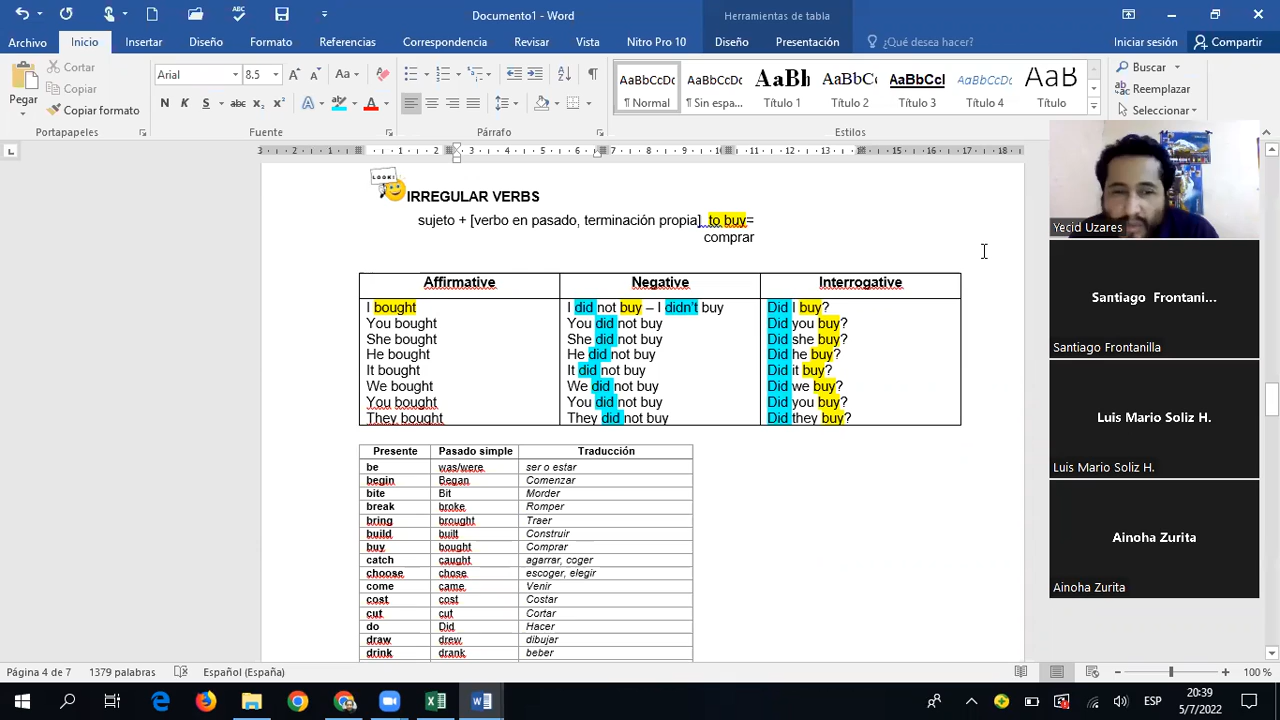 Documento1 - Word
Herramientas de tabla
Archivo Inicio Insertar Diseño Formato Referencias Correspondencia Revisar Vista Nitro Pro 10 Diseño Presentación ¿Qué desea hacer? Iniciar sesión Compartir
Pegar
Cortar
Copiar
Copiar formato
Portapapeles
Arial 8.5
Fuente
Párrafo
AaBbCcDc AaBbCcDc AaBb AaBbC AaBbCcI AaBbCcDc AaB
¶ Normal ¶ Sin espa... Título 1 Título 2 Título 3 Título 4 Título
Estilos
Buscar
Reemplazar
Seleccionar
LOOK!
IRREGULAR VERBS
sujeto + [verbo en pasado, terminación propia], to buy=
comprar
Affirmative Negative Interrogative
I bought I did not buy – I didn't buy Did I buy?
You bought You did not buy Did you buy?
She bought She did not buy Did she buy?
He bought He did not buy Did he buy?
It bought It did not buy Did it buy?
We bought We did not buy Did we buy?
You bought You did not buy Did you buy?
They bought They did not buy Did they buy?
Presente Pasado simple Traducción
be was/were ser o estar
begin Began Comenzar
bite Bit Morder
break broke Romper
bring brought Traer
build built Construir
buy bought Comprar
catch caught agarrar, coger
choose chose escoger, elegir
come came Venir
cost cost Costar
cut cut Cortar
do Did Hacer
draw drew dibujar
drink drank beber
Yecid Uzares
Santiago Frontani...
Santiago Frontanilla
Luis Mario Soliz H.
Luis Mario Soliz H.
Ainoha Zurita
Ainoha Zurita
Página 4 de 7 1379 palabras Español (España) 100 %
ESP
20:39
5/7/2022